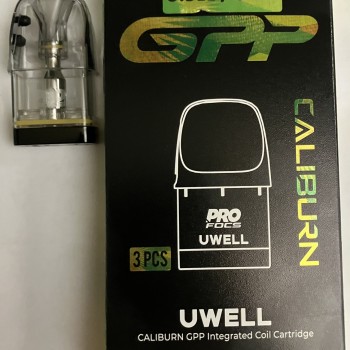 GPP
CALIBURN
PRO
FOCS
UWELL
3 PCS
UWELL
CALIBURN GPP Integrated Coil Cartridge